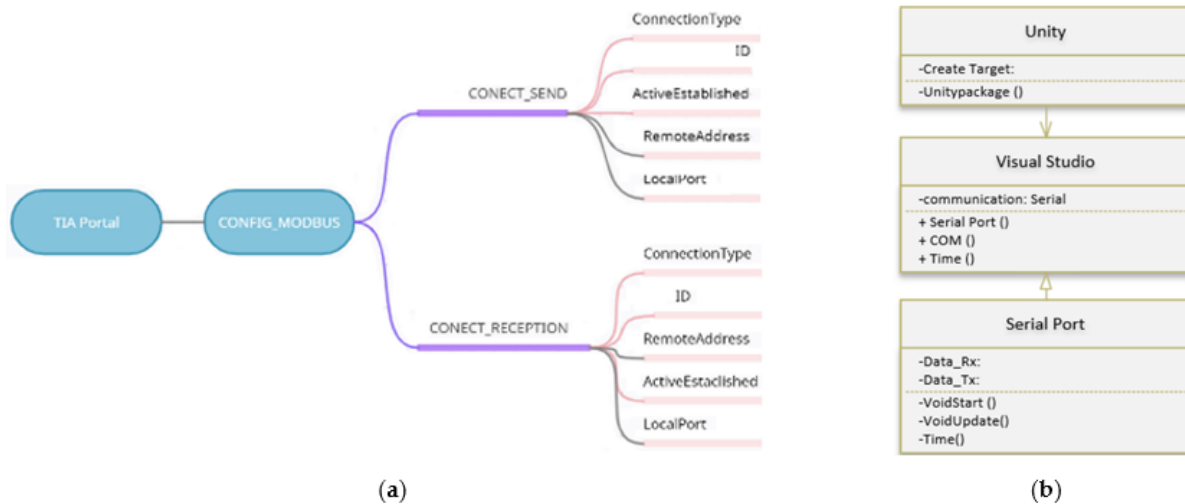 TIA Portal
CONFIG_MODBUS
CONECT_SEND
ConnectionType
ID
ActiveEstablished
RemoteAddress
LocalPort
CONECT_RECEPTION
ConnectionType
ID
RemoteAddress
ActiveEstaclished
LocalPort
(a)
Unity
-Create Target:
-Unitypackage ()
Visual Studio
-communication: Serial
+ Serial Port ()
+ COM ()
+ Time ()
Serial Port
-Data_Rx:
-Data_Tx:
-VoidStart ()
-VoidUpdate()
-Time()
(b)